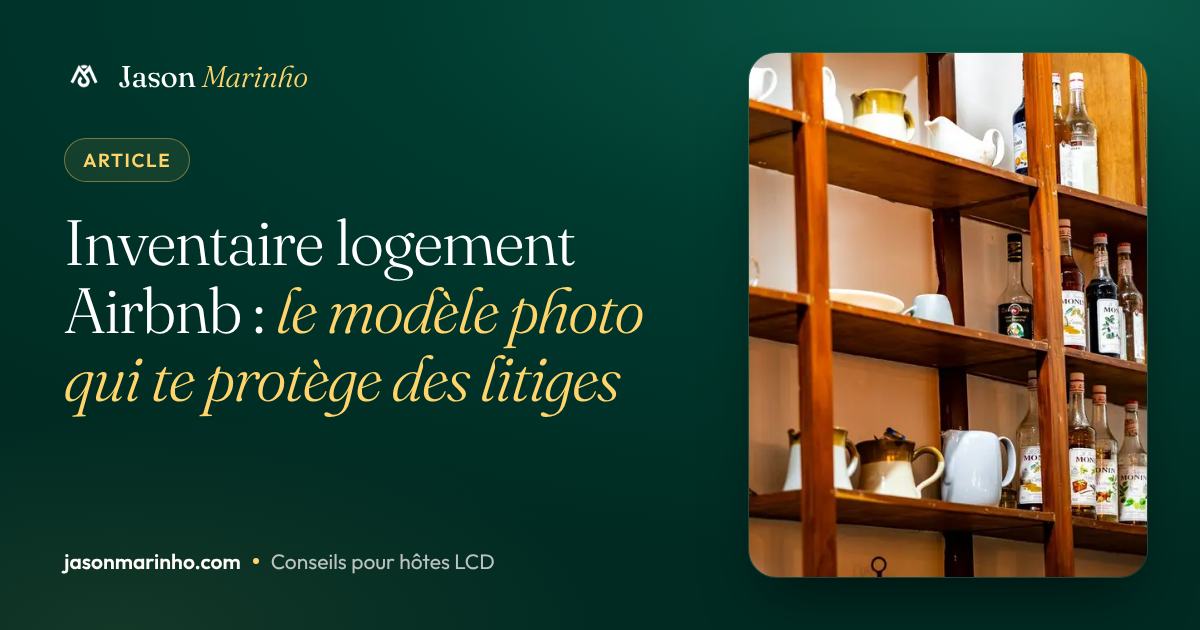 Jason Marinho
ARTICLE
Inventaire logement
Airbnb : le modèle photo
qui te protège des litiges
jasonmarinho.com • Conseils pour hôtes LCD
MONIN